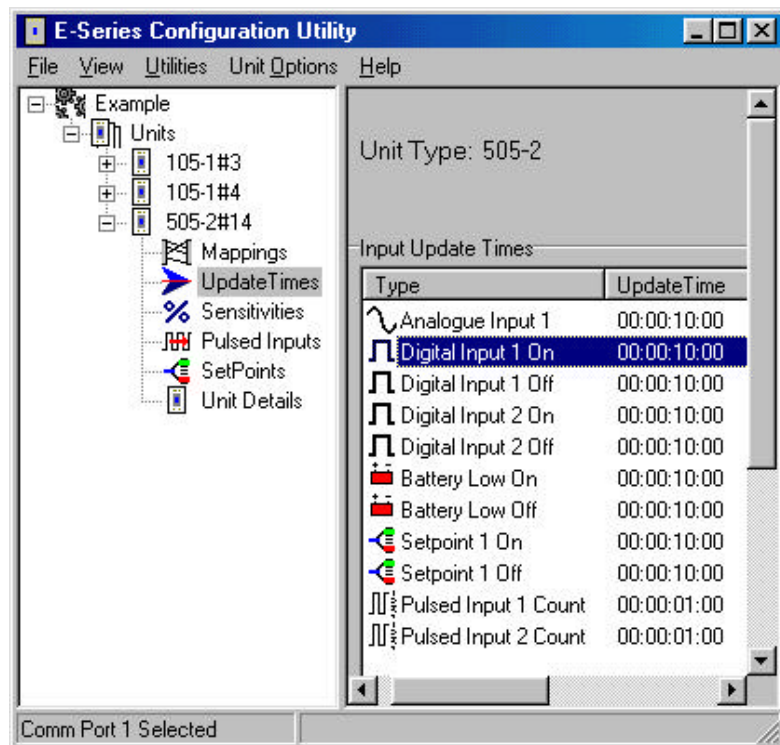 E-Series Configuration Utility
File View Utilities Unit Options Help
Example
Units
105-1#3
105-1#4
505-2#14
Mappings
UpdateTimes
Sensitivities
Pulsed Inputs
SetPoints
Unit Details
Unit Type: 505-2
Input Update Times
Type UpdateTime
Analogue Input 1 00:00:10:00
Digital Input 1 On 00:00:10:00
Digital Input 1 Off 00:00:10:00
Digital Input 2 On 00:00:10:00
Digital Input 2 Off 00:00:10:00
Battery Low On 00:00:10:00
Battery Low Off 00:00:10:00
Setpoint 1 On 00:00:10:00
Setpoint 1 Off 00:00:10:00
Pulsed Input 1 Count 00:00:01:00
Pulsed Input 2 Count 00:00:01:00
Comm Port 1 Selected